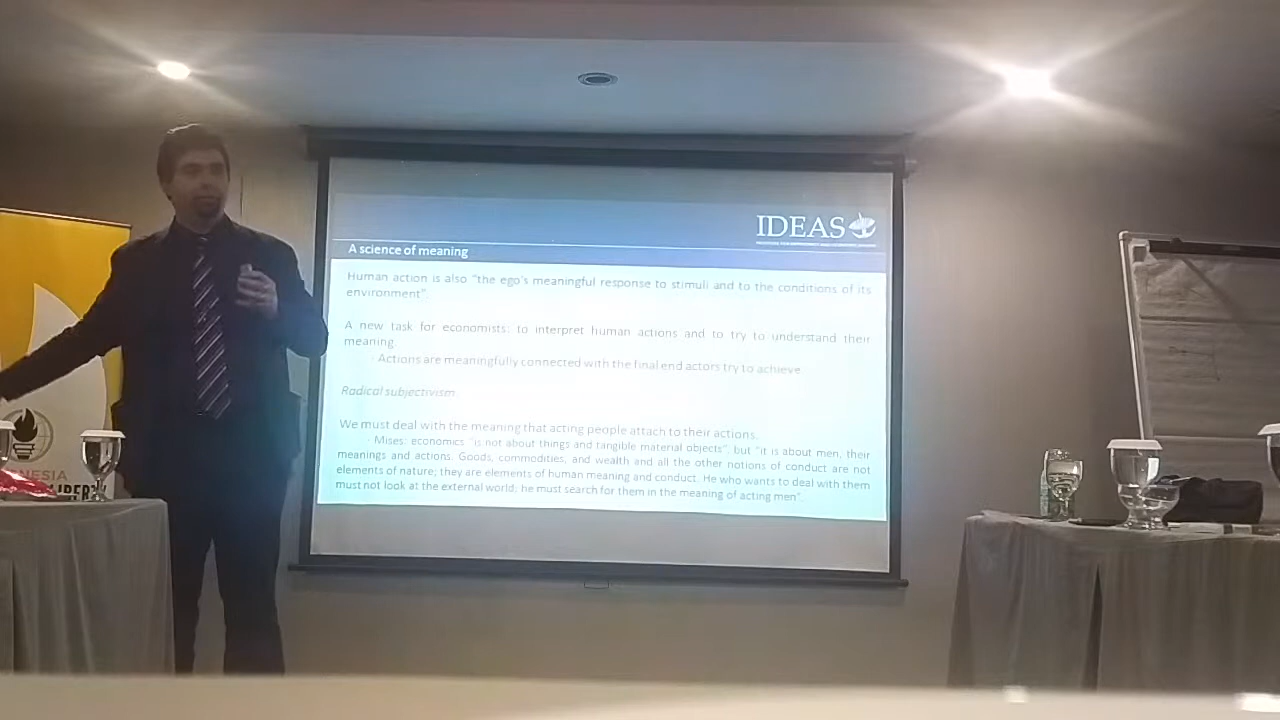 IDEAS
A science of meaning
Human action is also "the ego's meaningful response to stimuli and to the conditions of its
environment".
A new task for economists: to interpret human actions and to try to understand their
meaning.
- Actions are meaningfully connected with the final end actors try to achieve
Radical subjectivism.
We must deal with the meaning that acting people attach to their actions.
- Mises: economics "is not about things and tangible material objects", but "it is about men, their
meanings and actions. Goods, commodities, and wealth and all the other notions of conduct are not
elements of nature; they are elements of human meaning and conduct. He who wants to deal with them
must not look at the external world; he must search for them in the meaning of acting men".
NESIA